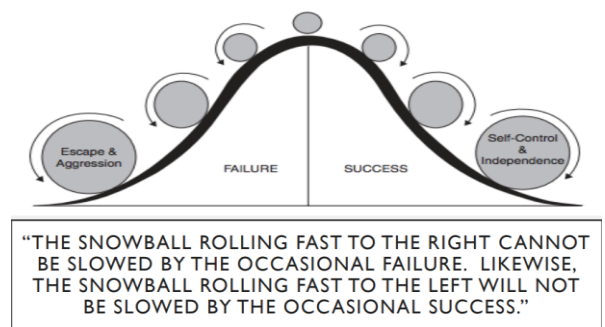 Escape &
Aggression
FAILURE
SUCCESS
Self-Control
&
Independence
“THE SNOWBALL ROLLING FAST TO THE RIGHT CANNOT
BE SLOWED BY THE OCCASIONAL FAILURE. LIKEWISE,
THE SNOWBALL ROLLING FAST TO THE LEFT WILL NOT
BE SLOWED BY THE OCCASIONAL SUCCESS.”